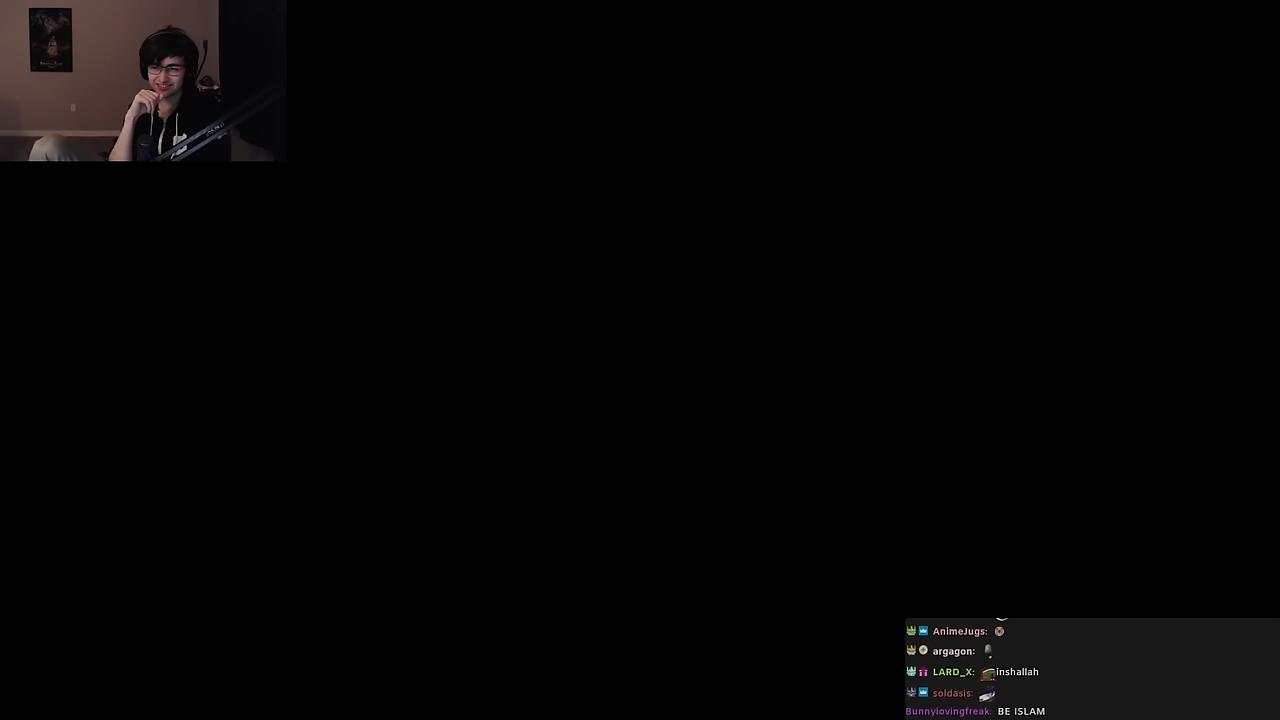 AnimeJugs:
argagon:
LARD_X: inshallah
soldasis:
Bunnylovingfreak: BE ISLAM